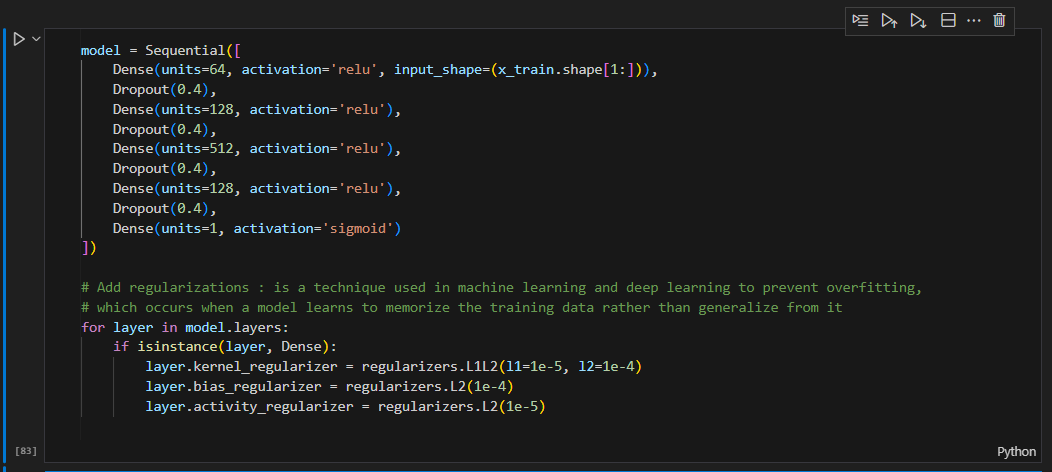 model = Sequential([
    Dense(units=64, activation='relu', input_shape=(x_train.shape[1:])),
    Dropout(0.4),
    Dense(units=128, activation='relu'),
    Dropout(0.4),
    Dense(units=512, activation='relu'),
    Dropout(0.4),
    Dense(units=128, activation='relu'),
    Dropout(0.4),
    Dense(units=1, activation='sigmoid')
])

# Add regularizations : is a technique used in machine learning and deep learning to prevent overfitting,
# which occurs when a model learns to memorize the training data rather than generalize from it
for layer in model.layers:
    if isinstance(layer, Dense):
        layer.kernel_regularizer = regularizers.L1L2(l1=1e-5, l2=1e-4)
        layer.bias_regularizer = regularizers.L2(1e-4)
        layer.activity_regularizer = regularizers.L2(1e-5)
[83]
Python